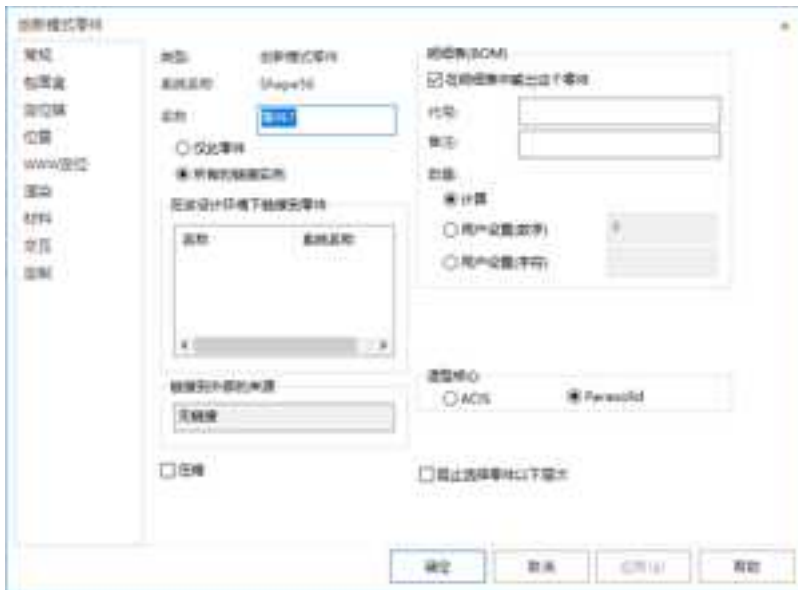 创新模式零件
常规
包围盒
定位锚
位置
WWW定位
渲染
材料
交互
定制
类型: 创新模式零件
系统名称 Shape56
名称 零件7
仅此零件
所有的链接实例
在此设计环境下链接到零件
名称 系统名称
链接到外部的来源
无链接
压缩
明细表(BOM)
在明细表中输出这个零件
代号:
备注:
数量:
计算
用户设置(数字)
用户设置(字符)
造型核心
ACIS Parasolid
阻止选择零件以下层次
确定 取消 应用(A) 帮助